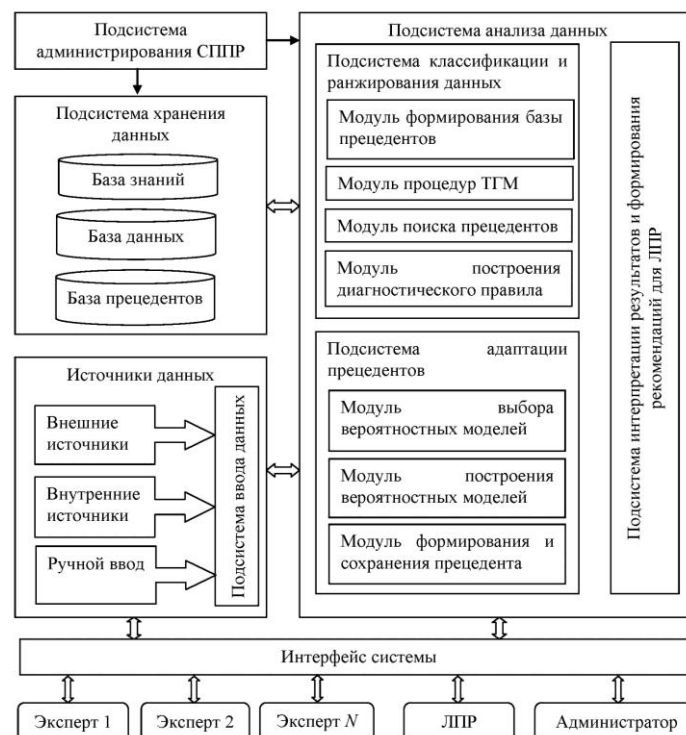 Подсистема
администрирования СППР
Подсистема хранения
данных
База знаний
База данных
База прецедентов
Источники данных
Внешние
источники
Внутренние
источники
Ручной ввод
Подсистема ввода данных
Подсистема анализа данных
Подсистема классификации и
ранжирования данных
Модуль формирования базы
прецедентов
Модуль процедур ТГМ
Модуль поиска прецедентов
Модуль построения
диагностического правила
Подсистема адаптации
прецедентов
Модуль выбора
вероятностных моделей
Модуль построения
вероятностных моделей
Модуль формирования и
сохранения прецедента
Подсистема интерпретации результатов и формирования
рекомендаций для ЛПР
Интерфейс системы
Эксперт 1
Эксперт 2
Эксперт N
ЛПР
Администратор